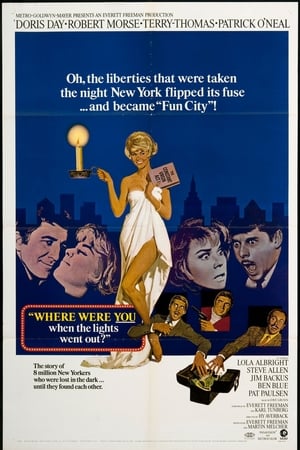 METRO-GOLDWYN-MAYER PRESENTS AN EVERETT FREEMAN PRODUCTION
DORIS DAY·ROBERT MORSE·TERRY-THOMAS·PATRICK O'NEAL
Oh, the liberties that were taken
the night New York flipped its fuse
...and became "Fun City"!
"WHERE WERE YOU
when the lights
went out?"
The story of
8 million New Yorkers
who were lost in the dark...
until they found each other.
LOLA ALBRIGHT
STEVE ALLEN
JIM BACKUS
BEN BLUE
PAT PAULSEN
EVERETT FREEMAN
and KARL TUNBERG
HY AVERBACK
EVERETT FREEMAN
and MARTIN MELCHER
MGM